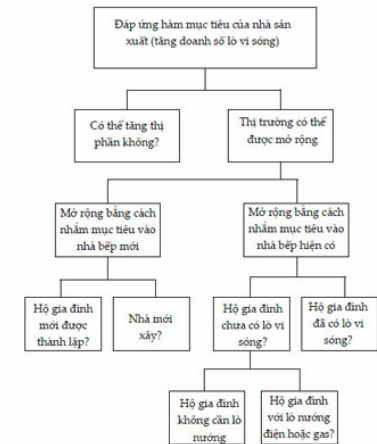 Đáp ứng hàm mục tiêu của nhà sản
xuất (tăng doanh số lò vi sóng)
Có thể tăng thị
phần không?
Thị trường có thể
được mở rộng
Mở rộng bằng cách
nhắm mục tiêu vào
nhà bếp mới
Mở rộng bằng cách
nhắm mục tiêu vào
nhà bếp hiện có
Hộ gia đình
mới được
thành lập?
Nhà mới
xây?
Hộ gia đình
chưa có lò vi
sóng?
Hộ gia đình
đã có lò vi
sóng?
Hộ gia đình
không cần lò
nướng
Hộ gia đình
với lò nướng
điện hoặc gas?